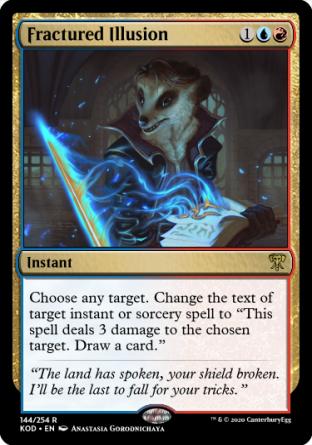 Fractured Illusion 1
Instant
Choose any target. Change the text of
target instant or sorcery spell to “This
spell deals 3 damage to the chosen
target. Draw a card.”
“The land has spoken, your shield broken.
I’ll be the last to fall for your tricks.”
144/254 R
KOD • EN Anastasia Gorodnichaya
™ & © 2020 CanterburyEgg